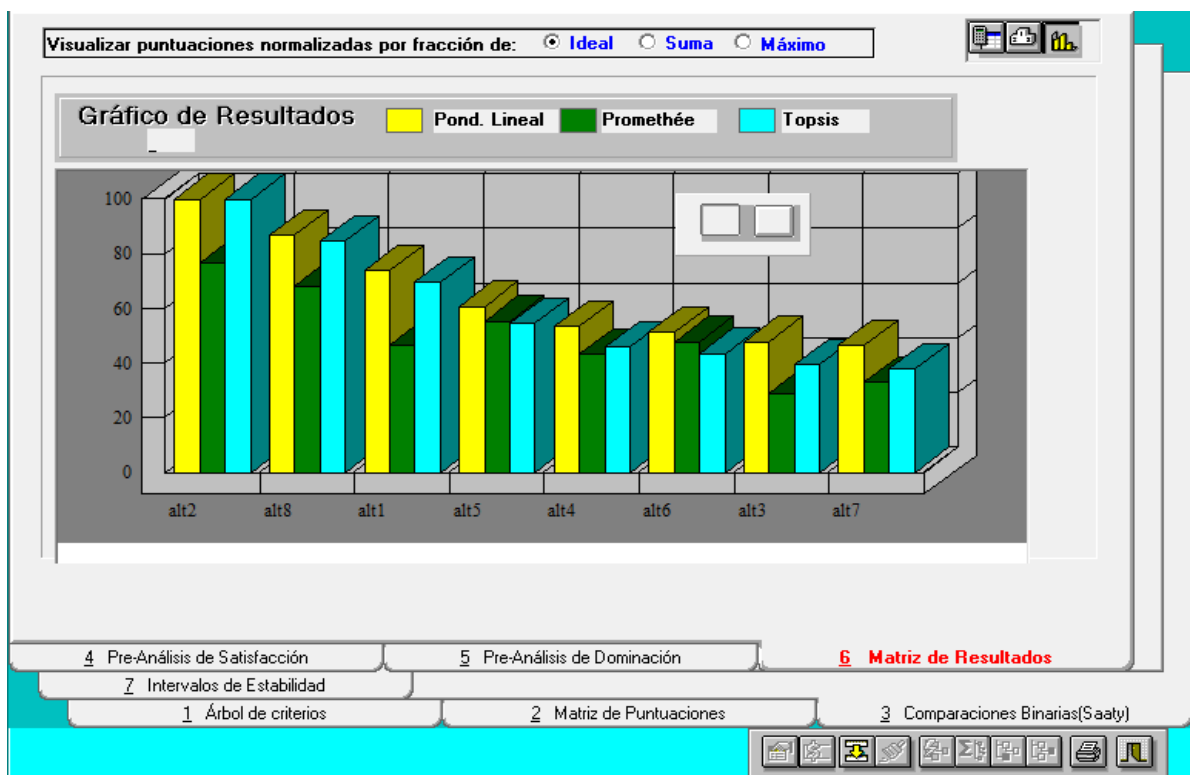 Visualizar puntuaciones normalizadas por fracción de: Ideal Suma Máximo
Gráfico de Resultados Pond. Lineal Promethée Topsis
100
80
60
40
20
0
alt2 alt8 alt1 alt5 alt4 alt6 alt3 alt7
4 Pre-Análisis de Satisfacción 5 Pre-Análisis de Dominación 6 Matriz de Resultados
7 Intervalos de Estabilidad
1 Árbol de criterios 2 Matriz de Puntuaciones 3 Comparaciones Binarias(Saaty)